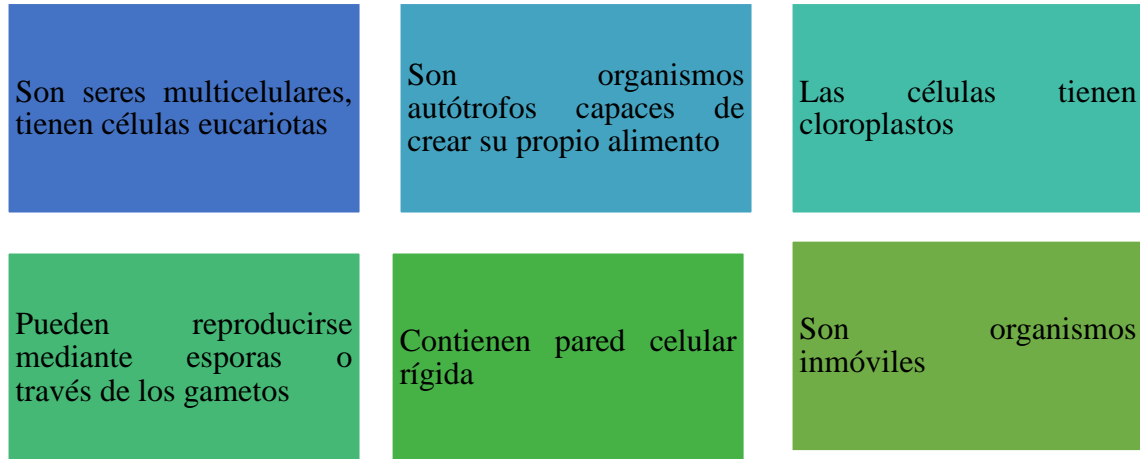 Son seres multicelulares,
tienen células eucariotas
Son organismos
autótrofos capaces de
crear su propio alimento
Las células tienen
cloroplastos
Pueden reproducirse
mediante esporas o
través de los gametos
Contienen pared celular
rígida
Son organismos
inmóviles